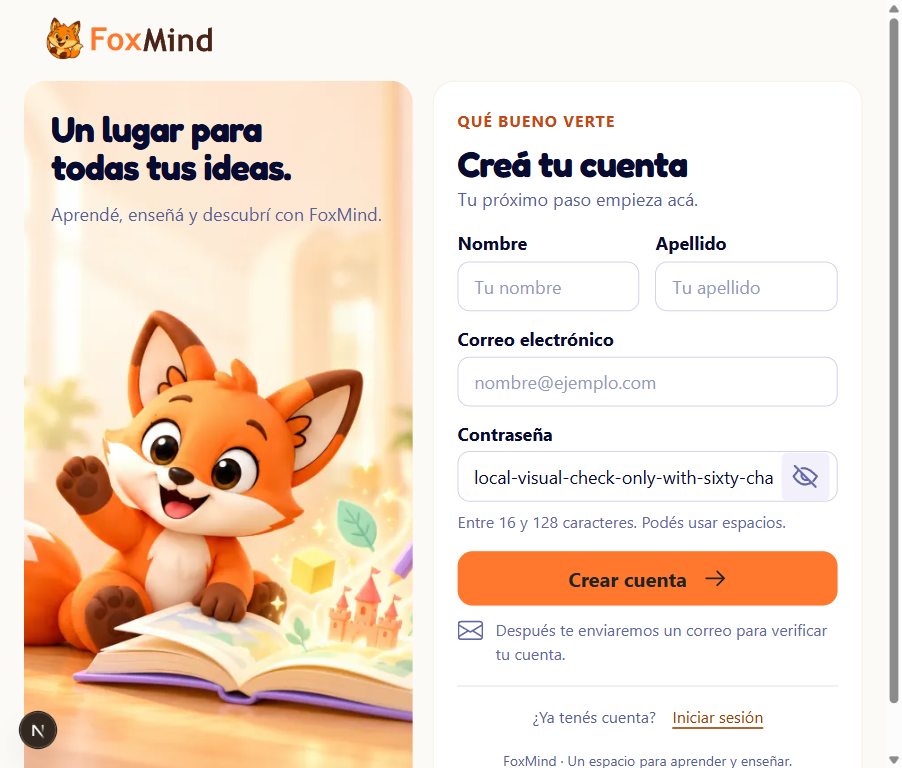 FoxMind
Un lugar para
todas tus ideas.
Aprendé, enseñá y descubrí con FoxMind.
QUÉ BUENO VERTE
Creá tu cuenta
Tu próximo paso empieza acá.
Nombre
Apellido
Tu nombre
Tu apellido
Correo electrónico
nombre@ejemplo.com
Contraseña
local-visual-check-only-with-sixty-cha
Entre 16 y 128 caracteres. Podés usar espacios.
Crear cuenta
Después te enviaremos un correo para verificar
tu cuenta.
¿Ya tenés cuenta? Iniciar sesión
FoxMind · Un espacio para aprender y enseñar.
N